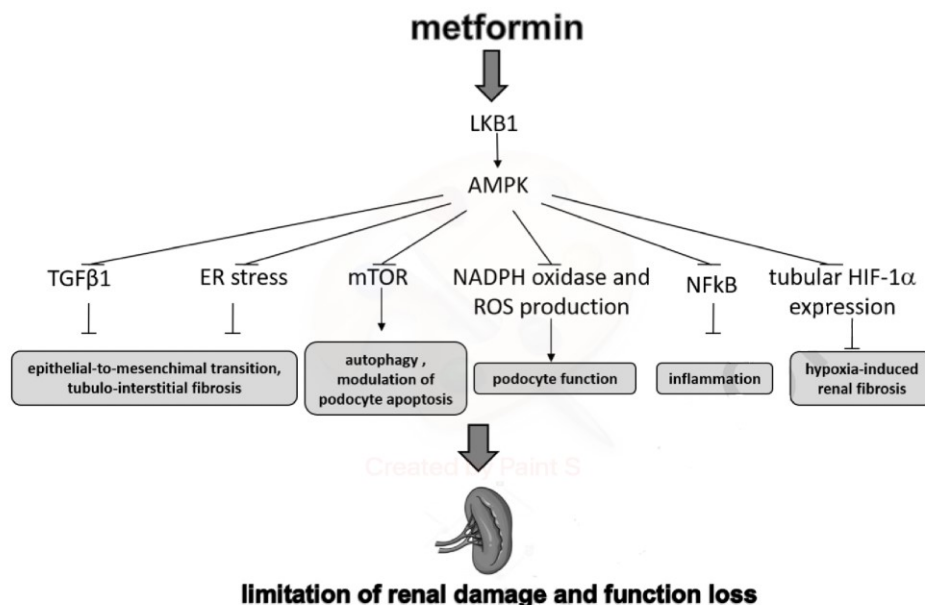 metformin
LKB1
AMPK
TGFβ1
ER stress
mTOR
NADPH oxidase and
ROS production
NFkB
tubular HIF-1α
expression
epithelial-to-mesenchimal transition,
tubulo-interstitial fibrosis
autophagy ,
modulation of
podocyte apoptosis
podocyte function
inflammation
hypoxia-induced
renal fibrosis
Created by Paint S
limitation of renal damage and function loss